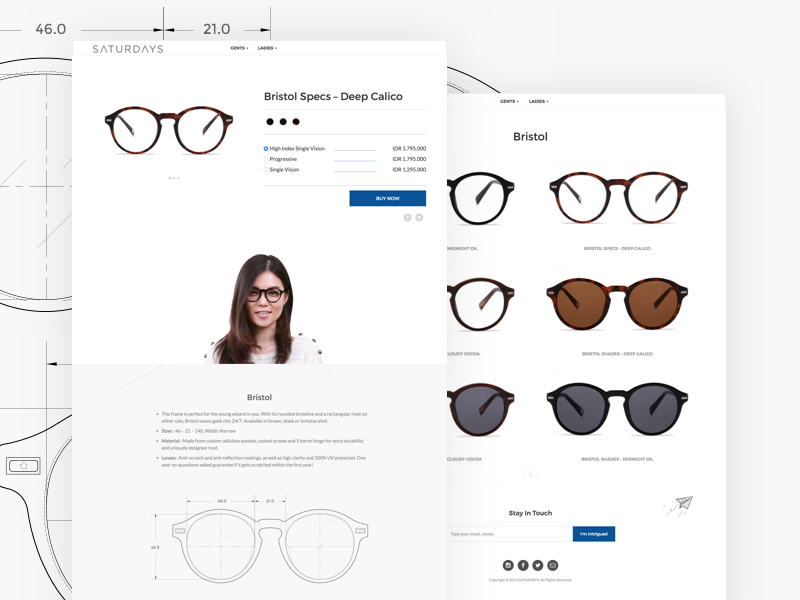 46.0
21.0
SATURDAYS
GENTS
LADIES
Bristol Specs – Deep Calico
High Index Single Vision
IDR 1.795.000
Progressive
IDR 1.795.000
Single Vision
IDR 1.295.000
BUY NOW
Bristol
This frame is perfect for the young wizard in you. With its rounded browline and a rectangular rivet on
either side, Bristol oozes geek chic 24/7. Available in brown, black or tortoise shell.
Sizes: 46 – 21 – 140, Width: Narrow
Material: Made from custom cellulose acetate, coated screws and 5 barrel hinge for extra durability
and uniquely designed rivet.
Lenses: Anti-scratch and anti-reflection coatings, as well as high clarity and 100% UV protected. One
year no-questions-asked guarantee if it gets scratched within the first year!
46.0
21.0
44.5
GENTS
LADIES
Bristol
MIDNIGHT OIL
BRISTOL SPECS - DEEP CALICO
CLOUDY COCOA
BRISTOL SHADES - DEEP CALICO
CLOUDY COCOA
BRISTOL SHADES - MIDNIGHT OIL
Stay In Touch
Type your email, nicely
I'm Intrigued
Copyright © 2015 SATURDAYS. All Rights Reserved.